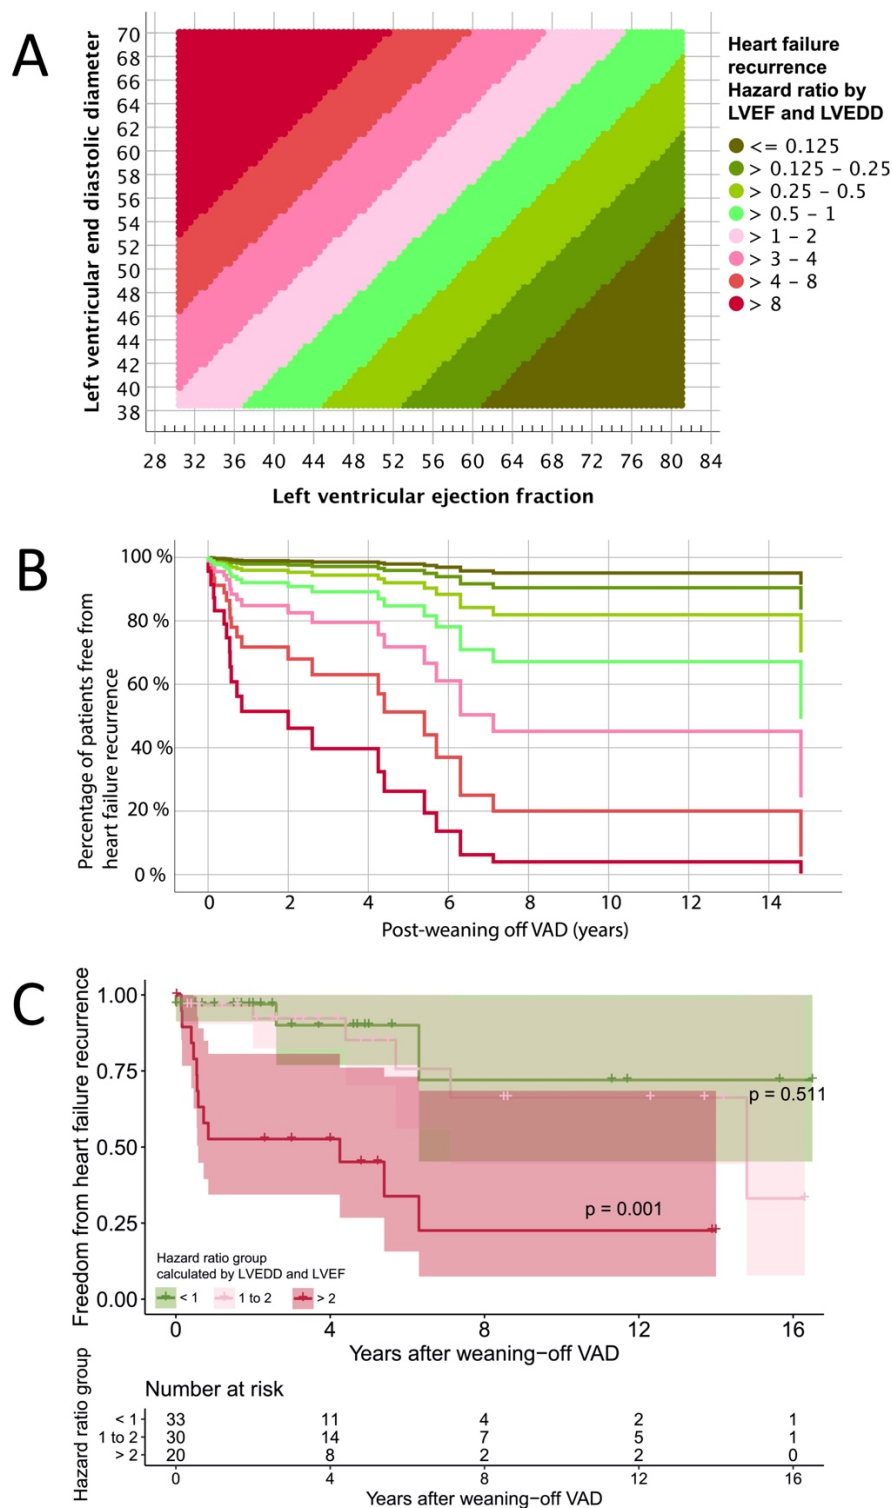 A
Left ventricular end diastolic diameter
70
68
66
64
62
60
58
56
54
52
50
48
46
44
42
40
38
28 32 36 40 44 48 52 56 60 64 68 72 76 80 84
Left ventricular ejection fraction
Heart failure
recurrence
Hazard ratio by
LVEF and LVEDD
<= 0.125
> 0.125 – 0.25
> 0.25 – 0.5
> 0.5 – 1
> 1 – 2
> 3 – 4
> 4 – 8
> 8
B
Percentage of patients free from
heart failure recurrence
100 %
80 %
60 %
40 %
20 %
0 %
0 2 4 6 8 10 12 14
Post-weaning off VAD (years)
C
Freedom from heart failure recurrence
1.00
0.75
0.50
0.25
0.00
p = 0.511
p = 0.001
Hazard ratio group
calculated by LVEDD and LVEF
< 1 1 to 2 > 2
0 4 8 12 16
Years after weaning−off VAD
Number at risk
Hazard ratio group
< 1 33 11 4 2 1
1 to 2 30 14 7 5 1
> 2 20 8 2 2 0
0 4 8 12 16
Years after weaning−off VAD